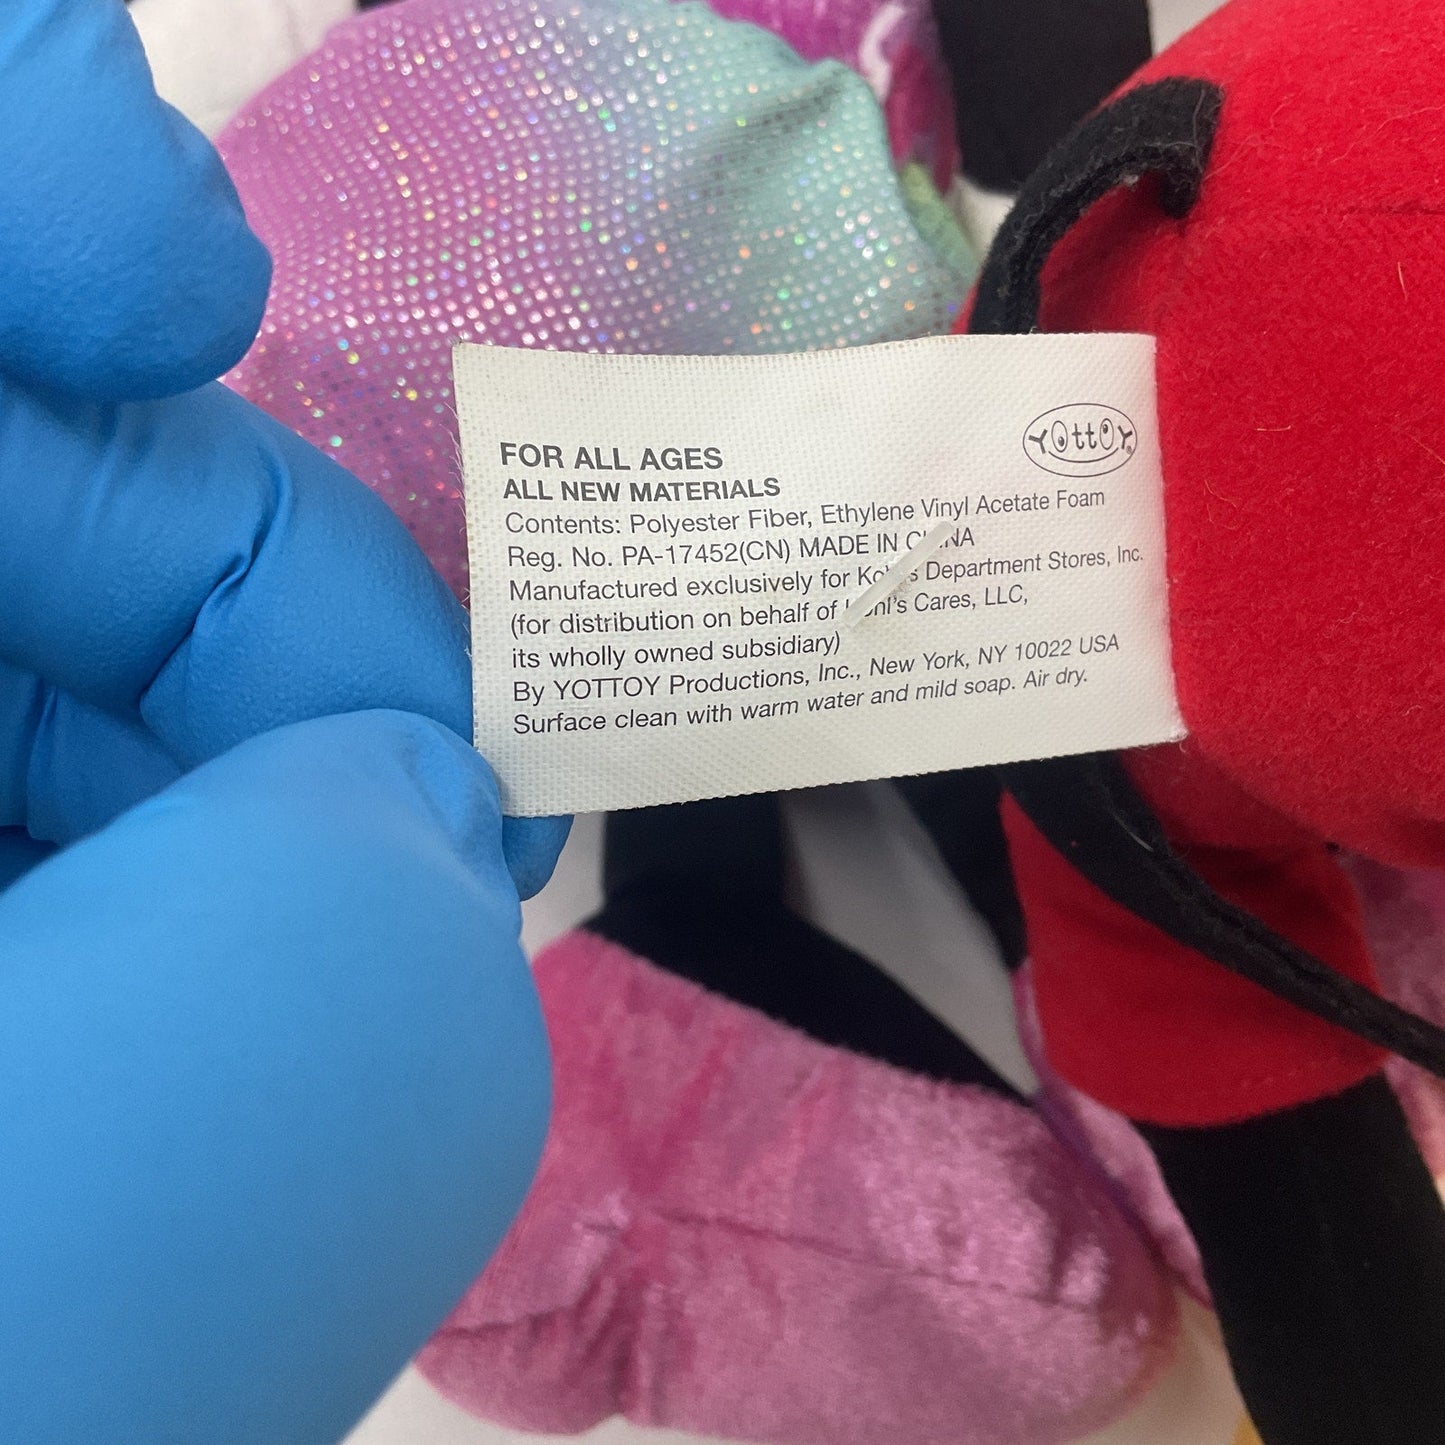 YOttOY
FOR ALL AGES
ALL NEW MATERIALS
Contents: Polyester Fiber, Ethylene Vinyl Acetate Foam
Reg. No. PA-17452(CN) MADE IN CHINA
Manufactured exclusively for Kohl's Department Stores, Inc.
(for distribution on behalf of Kohl's Cares, LLC,
its wholly owned subsidiary)
By YOTTOY Productions, Inc., New York, NY 10022 USA
Surface clean with warm water and mild soap. Air dry.